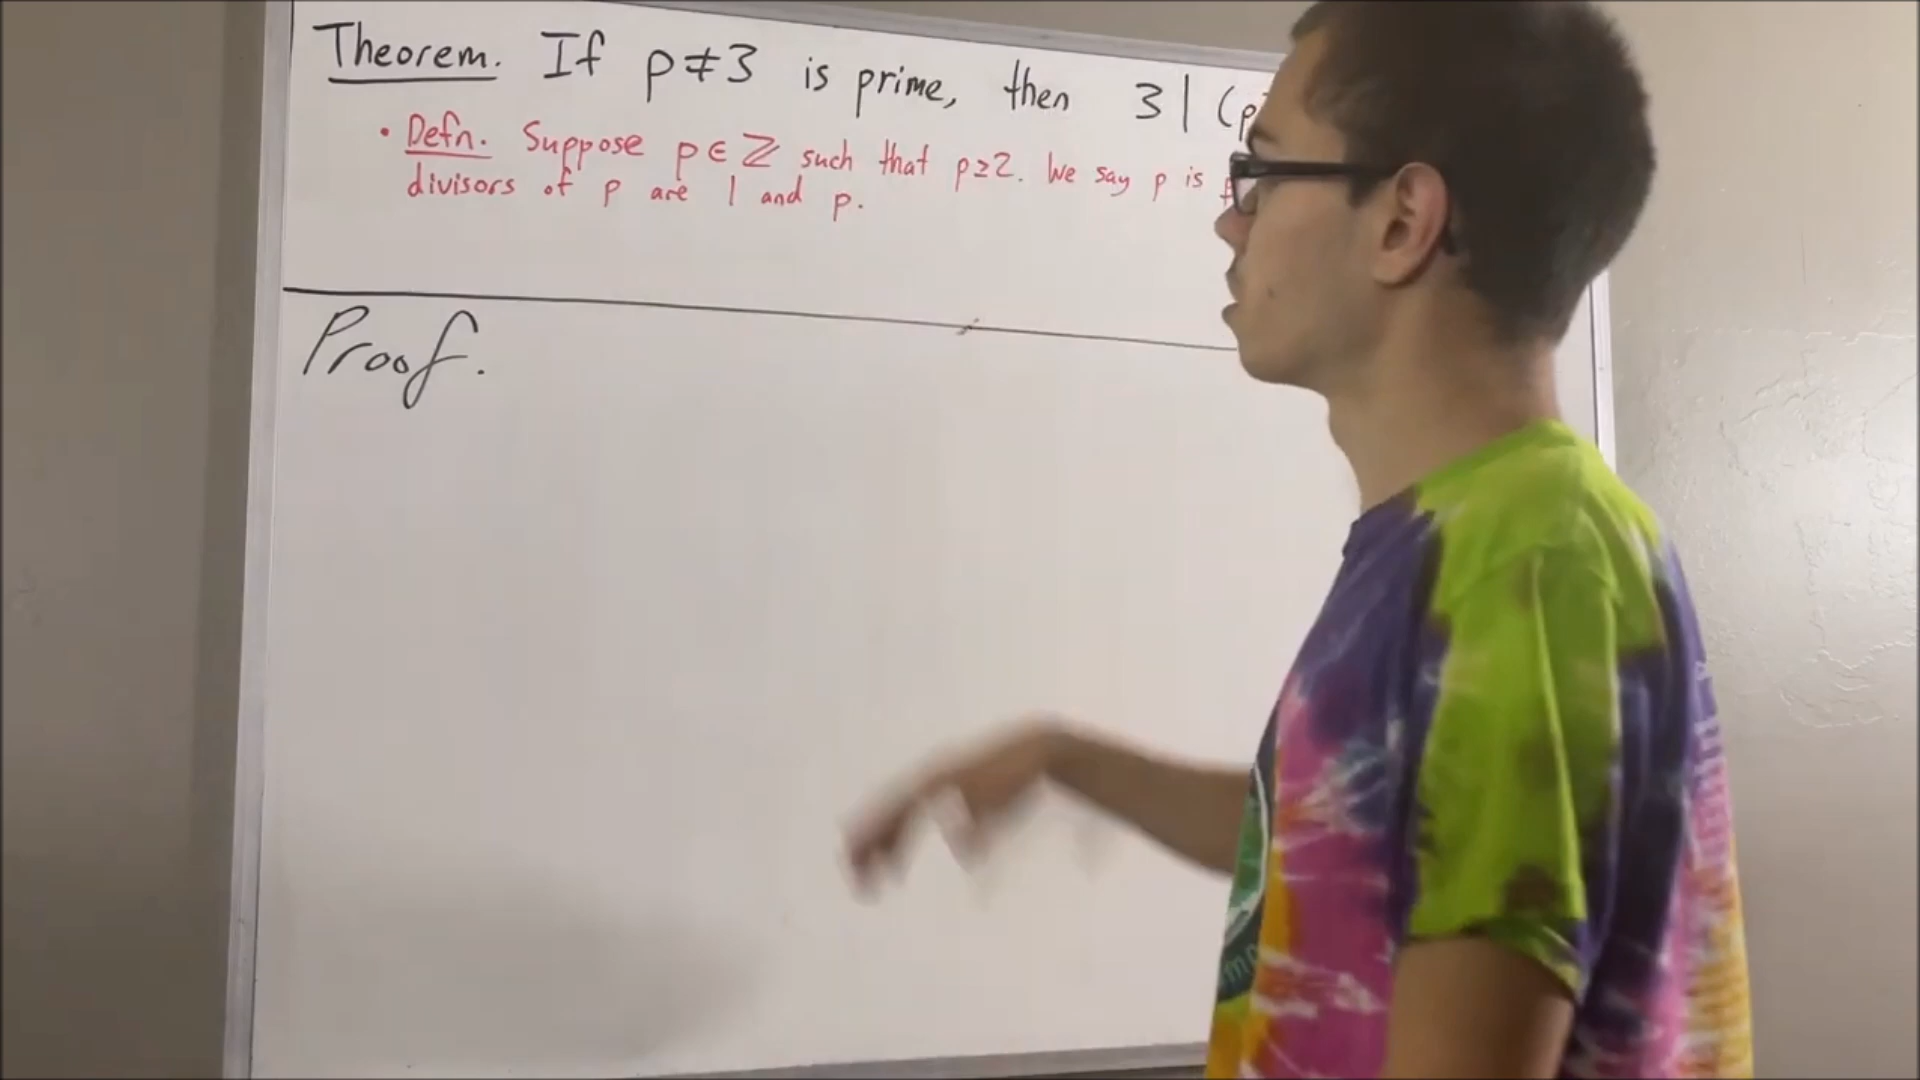 Theorem. If p≠3 is prime, then 3 | (p
• Defn. Suppose p∈ℤ such that p≥2. We say p is
divisors of p are 1 and p.
Proof.